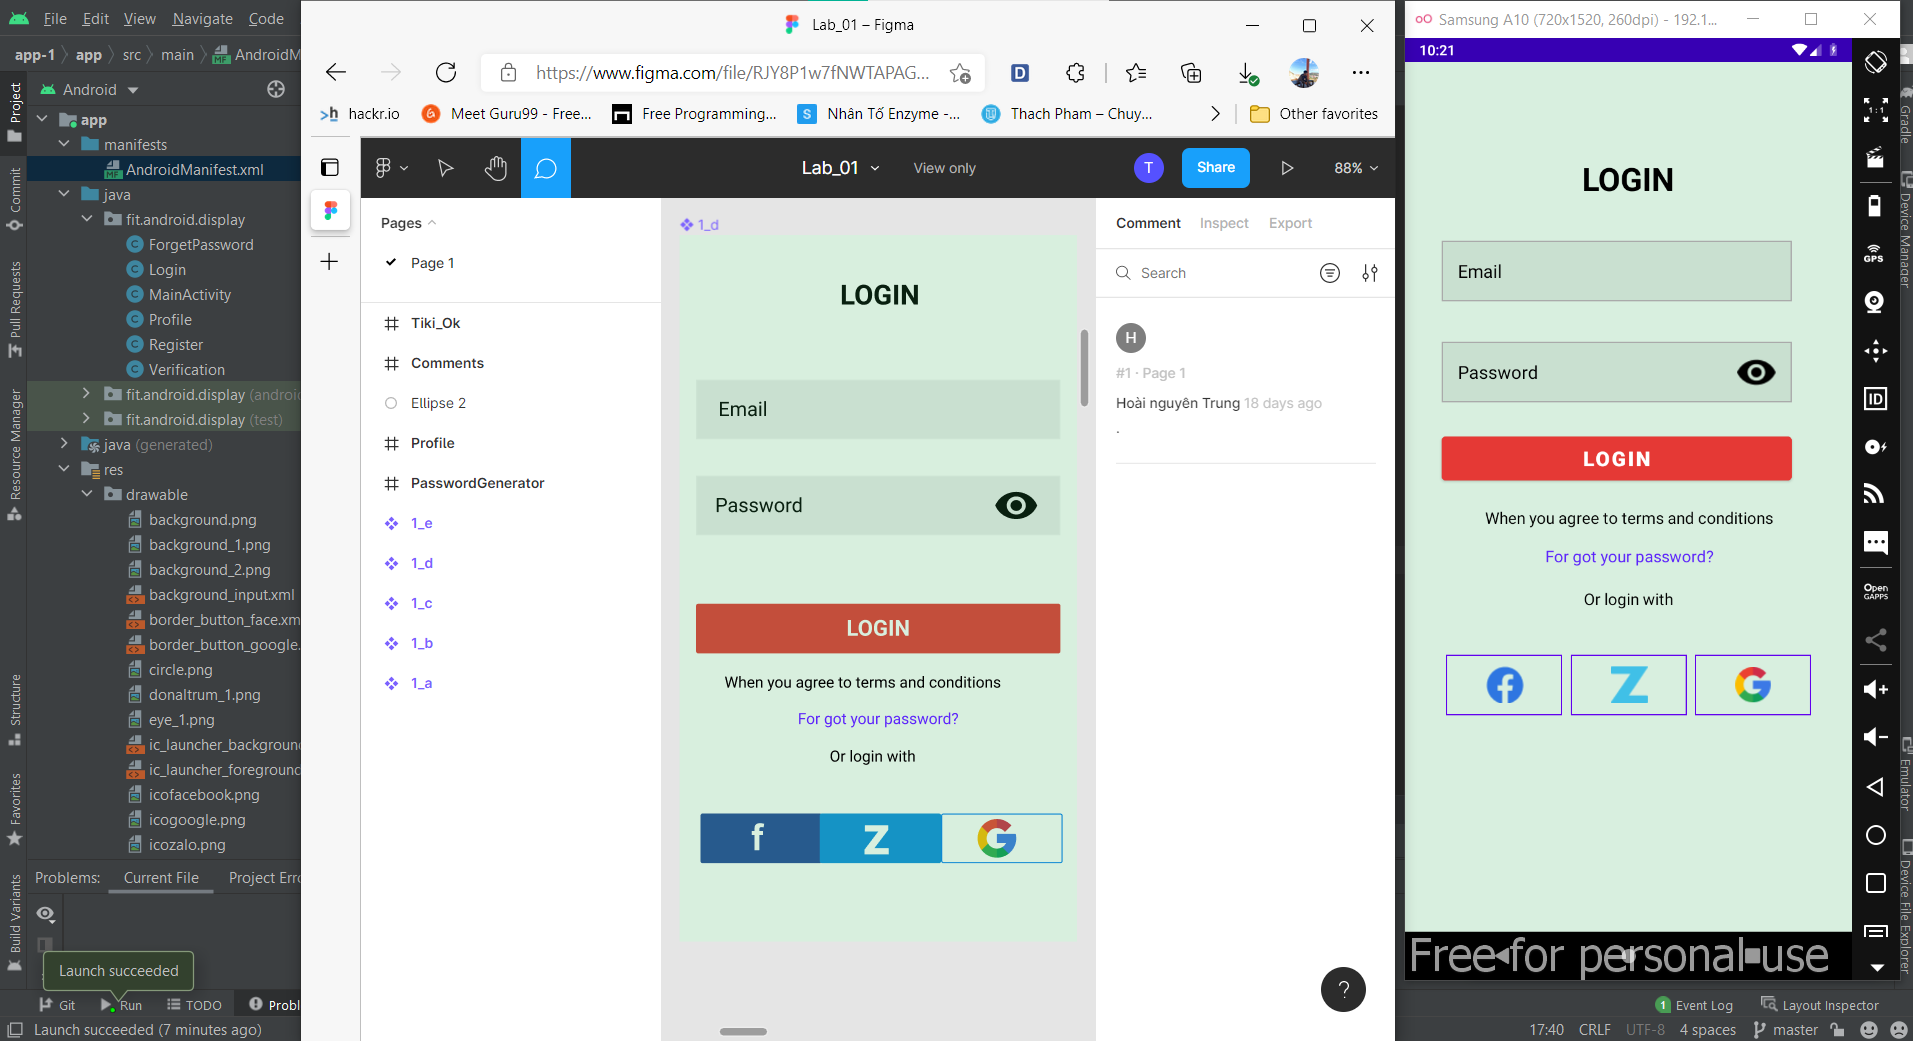 File Edit View Navigate Code
app-1 app src main AndroidM
Project
Commit
Pull Requests
Resource Manager
Structure
Favorites
Build Variants
Android
app
manifests
AndroidManifest.xml
java
fit.android.display
ForgetPassword
Login
MainActivity
Profile
Register
Verification
fit.android.display (androi
fit.android.display (test)
java (generated)
res
drawable
background.png
background_1.png
background_2.png
background_input.xml
border_button_face.xm
border_button_google.
circle.png
donaltrum_1.png
eye_1.png
ic_launcher_background
ic_launcher_foreground
icofacebook.png
icogoogle.png
icozalo.png
Problems: Current File Project Erro
Launch succeeded
Git Run TODO Probl
Launch succeeded (7 minutes ago)
Lab_01 – Figma
https://www.figma.com/file/RJY8P1w7fNWTAPAG...
hackr.io Meet Guru99 - Free... Free Programming... Nhân Tố Enzyme -... Thach Pham – Chuy... Other favorites
Lab_01 View only T Share 88%
Pages
Page 1
Tiki_Ok
Comments
Ellipse 2
Profile
PasswordGenerator
1_e
1_d
1_c
1_b
1_a
1_d
LOGIN
Email
Password
LOGIN
When you agree to terms and conditions
For got your password?
Or login with
f Z G
Comment Inspect Export
Search
H
#1 · Page 1
Hoài nguyên Trung 18 days ago
.
?
Samsung A10 (720x1520, 260dpi) - 192.1...
10:21
LOGIN
Email
Password
LOGIN
When you agree to terms and conditions
For got your password?
Or login with
f Z G
Free for personal use
1:1
GPS
ID
Open
GAPPS
Gradle
Device Manager
Emulator
Device File Explorer
1 Event Log Layout Inspector
17:40 CRLF UTF-8 4 spaces master